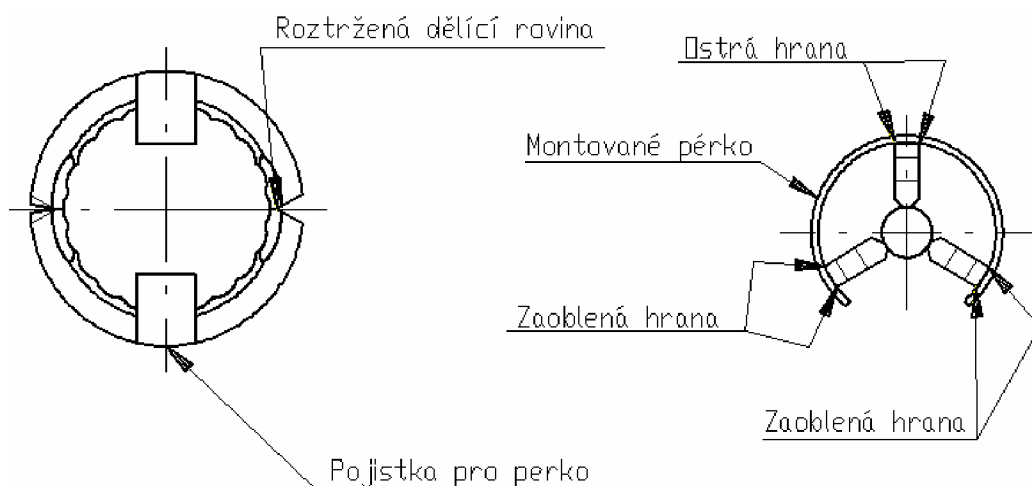 Roztržená dělící rovina
Ostrá hrana
Montované pérko
Zaoblená hrana
Zaoblená hrana
Pojistka pro perko